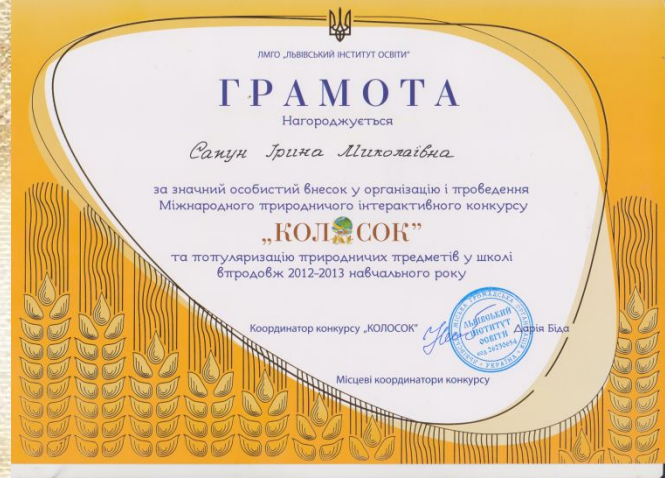 ЛМГО „ЛЬВІВСЬКИЙ ІНСТИТУТ ОСВІТИ"
ГРАМОТА
Нагороджується
Сапун Ірина Миколаївна
за значний особистий внесок у організацію і проведення
Міжнародного природничого інтерактивного конкурсу
„КОЛОСОК”
та популяризацію природничих предметів у школі
впродовж 2012–2013 навчального року
Координатор конкурсу „КОЛОСОК" Дарія Біда
ЛЬВІВСЬКИЙ
ІНСТИТУТ
ОСВІТИ
УКРАЇНА
Місцеві координатори конкурсу